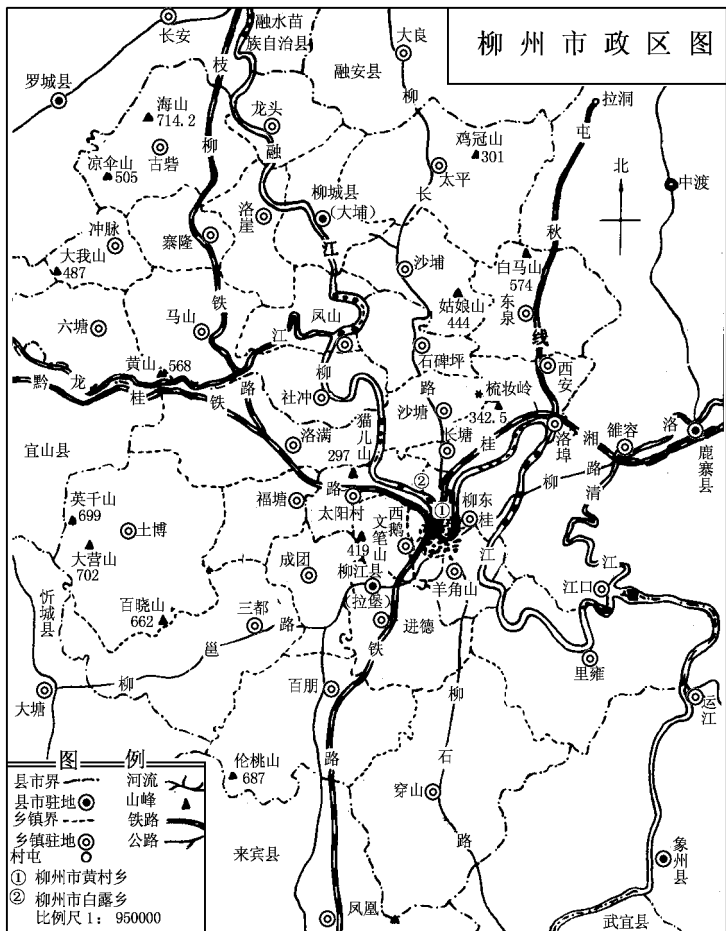 柳州市政区图
融水苗
族自治县
长安
大良
融安县
罗城县
枝
柳
铁
路
海山
714.2
龙头
古砦
凉伞山
505
融
江
柳
长
路
鸡冠山
301
太平
拉洞
屯
秋
线
北
中渡
柳城县
(大埔)
洛崖
寨隆
冲脉
大我山
487
沙埔
白马山
574
姑娘山
444
东泉
六塘
马山
凤山
江
石碑坪
西安
黄山
568
黔
桂
铁
路
龙
社冲
柳
梳妆岭
342.5
沙塘
猫儿山
297
长塘
洛满
桂
洛埠
湘
雒容
洛
鹿寨县
宜山县
福塘
太阳村
②
①
柳东
柳
路
清
江
英千山
699
土博
大营山
702
西鹅
文笔山
419
桂
江
成团
柳江县
(拉堡)
羊角山
江口
忻城县
百晓山
662
三都
路
邕
柳
进德
铁
路
里雍
大塘
百朋
柳
石
路
运江
伦桃山
687
穿山
来宾县
象州县
凤凰
武宜县
图例
县市界
河流
县市驻地
山峰
乡镇界
铁路
乡镇驻地
公路
村屯
① 柳州市黄村乡
② 柳州市白露乡
比例尺 1：950000